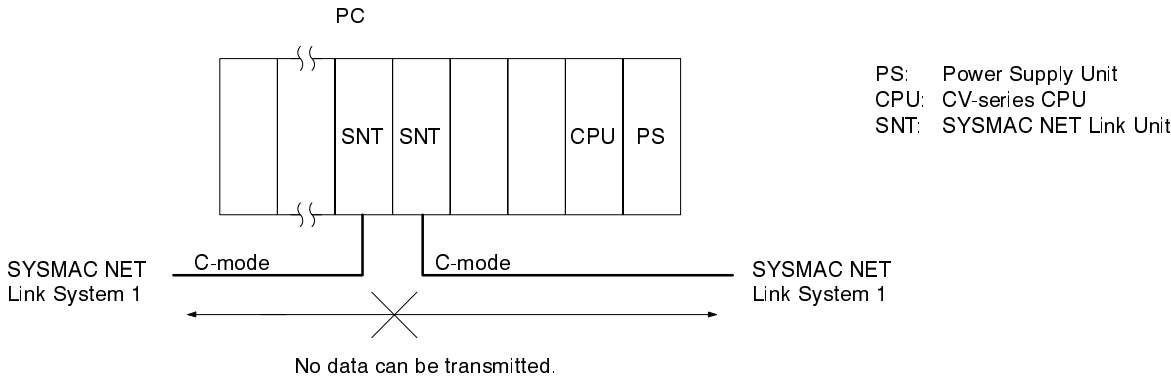 PC
PS: Power Supply Unit
CPU: CV-series CPU
SNT: SYSMAC NET Link Unit
SNT SNT CPU PS
C-mode C-mode
SYSMAC NET
Link System 1
SYSMAC NET
Link System 1
No data can be transmitted.